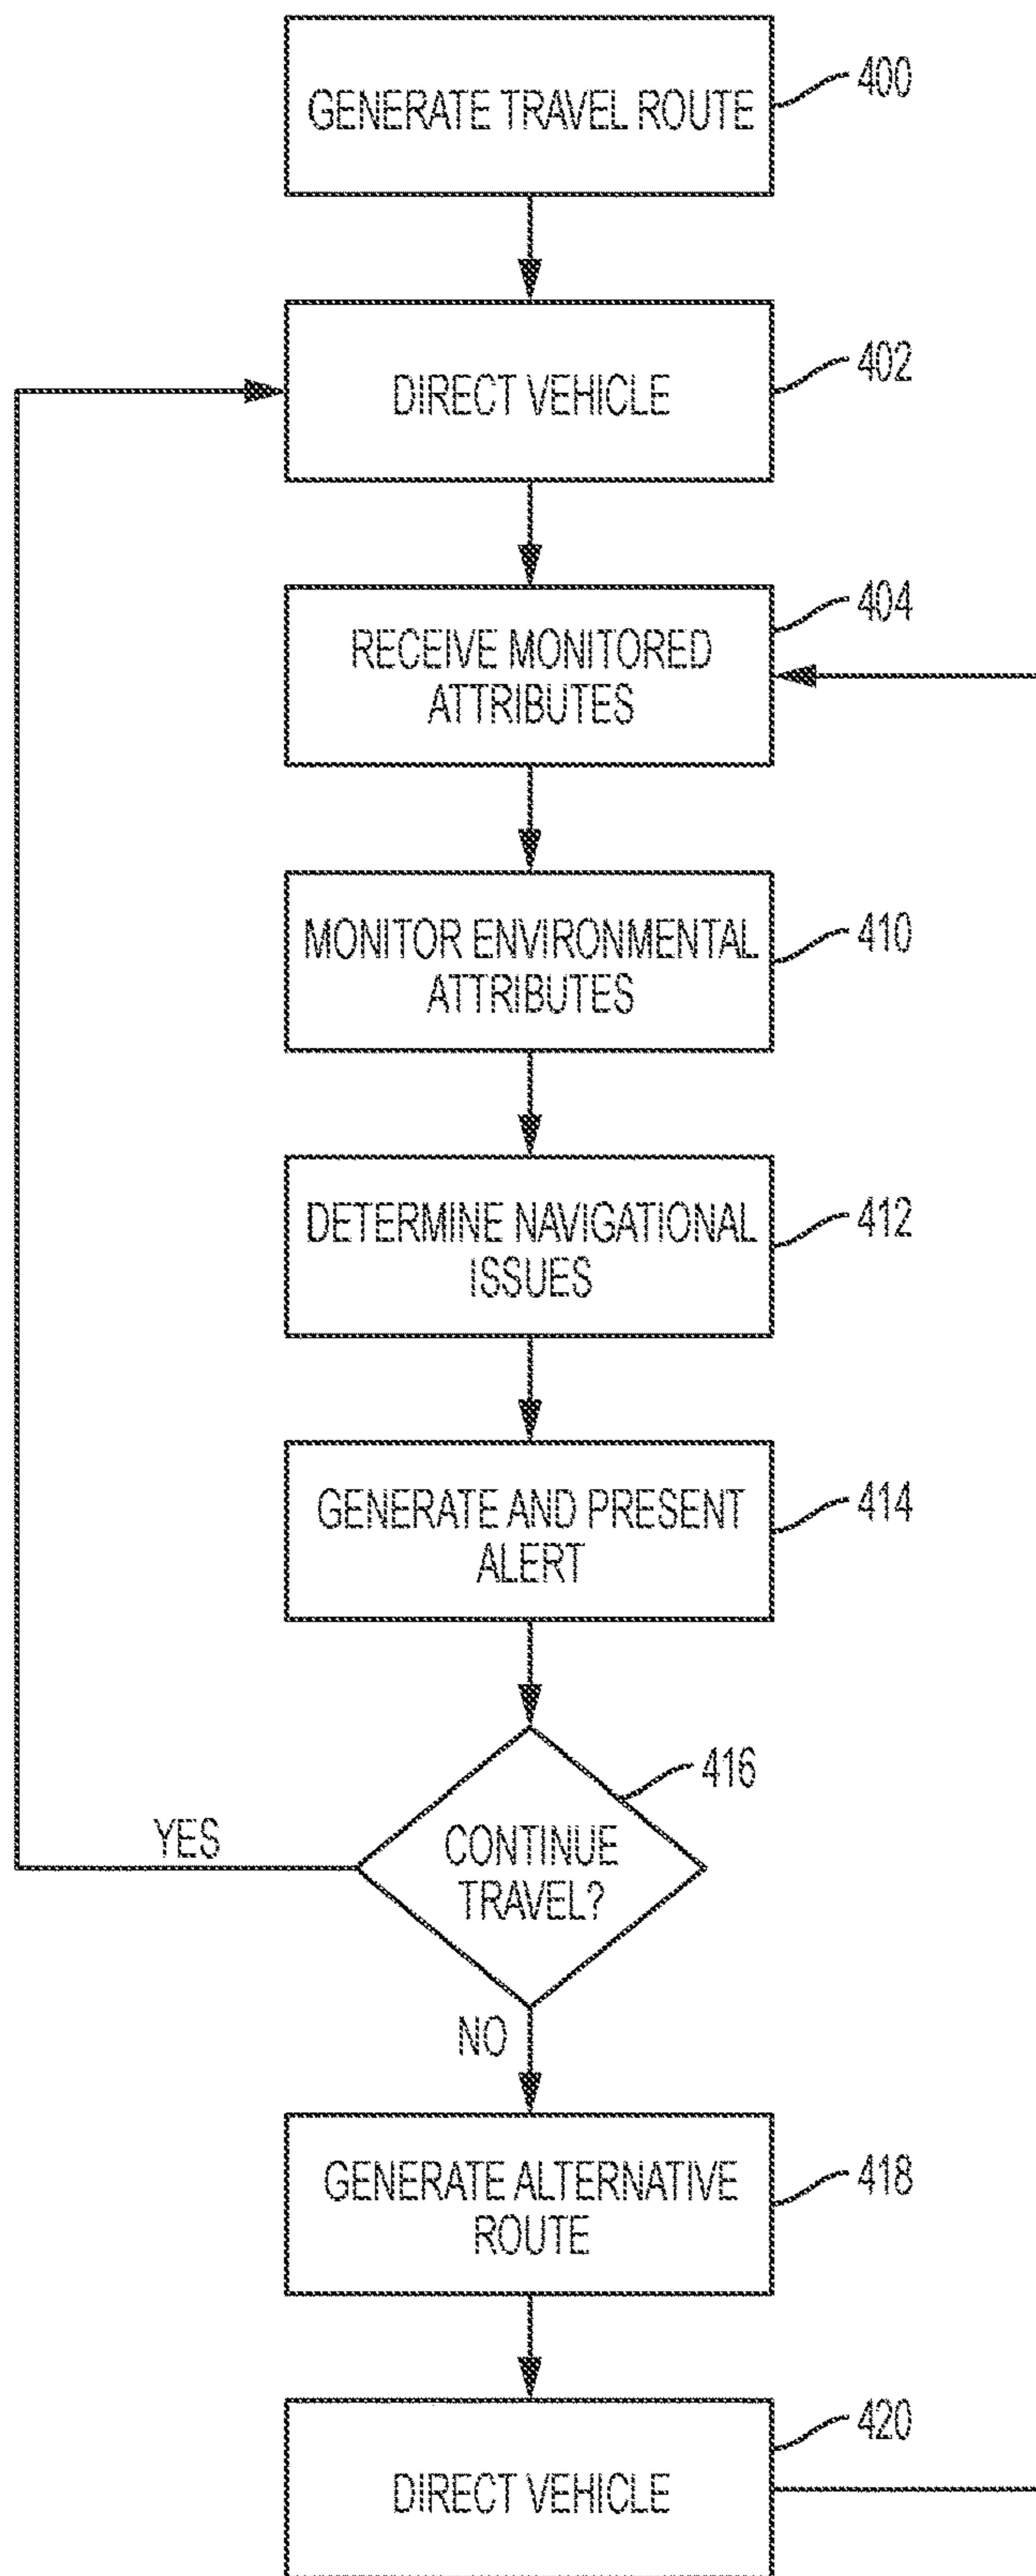 GENERATE TRAVEL ROUTE
400
DIRECT VEHICLE
402
RECEIVE MONITORED
ATTRIBUTES
404
MONITOR ENVIRONMENTAL
ATTRIBUTES
410
DETERMINE NAVIGATIONAL
ISSUES
412
GENERATE AND PRESENT
ALERT
414
CONTINUE
TRAVEL?
416
YES
NO
GENERATE ALTERNATIVE
ROUTE
418
DIRECT VEHICLE
420